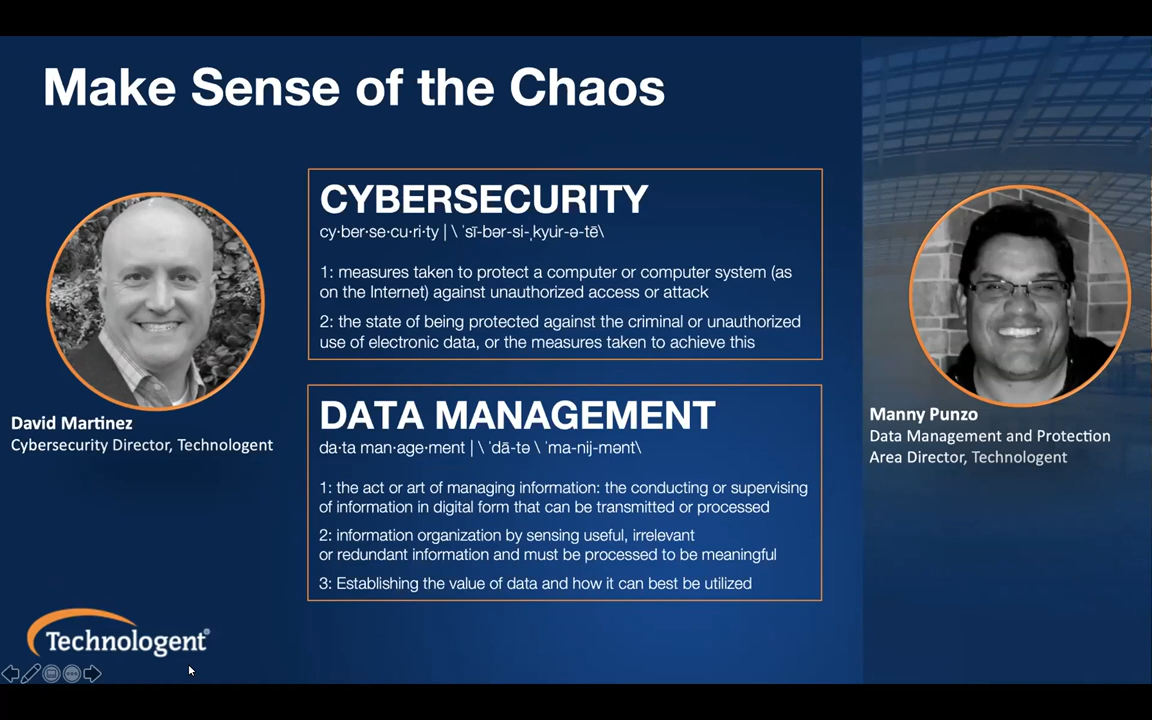 Make Sense of the Chaos
CYBERSECURITY
cy·ber·se·cu·ri·ty | \ ˈsī-bər-si-ˌkyu̇r-ə-tē\
1: measures taken to protect a computer or computer system (as
on the Internet) against unauthorized access or attack
2: the state of being protected against the criminal or unauthorized
use of electronic data, or the measures taken to achieve this
David Martinez
Cybersecurity Director, Technologent
DATA MANAGEMENT
da·ta man·age·ment | \ ˈdā-tə \ ˈma-nij-mənt\
1: the act or art of managing information: the conducting or supervising
of information in digital form that can be transmitted or processed
2: information organization by sensing useful, irrelevant
or redundant information and must be processed to be meaningful
3: Establishing the value of data and how it can best be utilized
Manny Punzo
Data Management and Protection
Area Director, Technologent
Technologent®